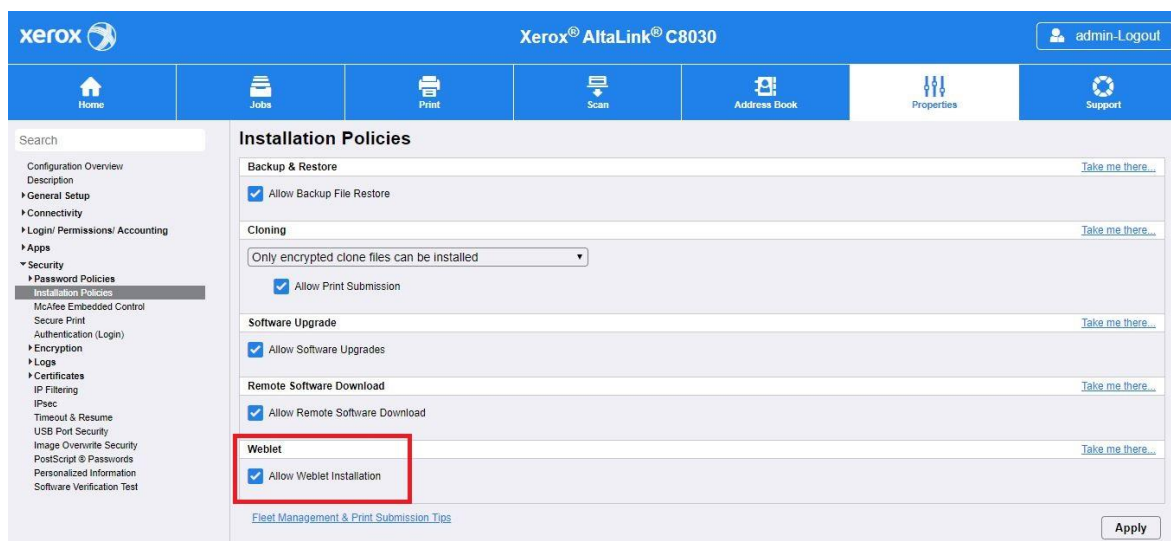 xerox
Xerox® AltaLink® C8030
admin-Logout
Home
Jobs
Print
Scan
Address Book
Properties
Support
Search
Configuration Overview
Description
General Setup
Connectivity
Login/ Permissions/ Accounting
Apps
Security
Password Policies
Installation Policies
McAfee Embedded Control
Secure Print
Authentication (Login)
Encryption
Logs
Certificates
IP Filtering
IPsec
Timeout & Resume
USB Port Security
Image Overwrite Security
PostScript ® Passwords
Personalized Information
Software Verification Test
Installation Policies
Backup & Restore
Take me there...
Allow Backup File Restore
Cloning
Take me there...
Only encrypted clone files can be installed
Allow Print Submission
Software Upgrade
Take me there...
Allow Software Upgrades
Remote Software Download
Take me there...
Allow Remote Software Download
Weblet
Take me there...
Allow Weblet Installation
Fleet Management & Print Submission Tips
Apply